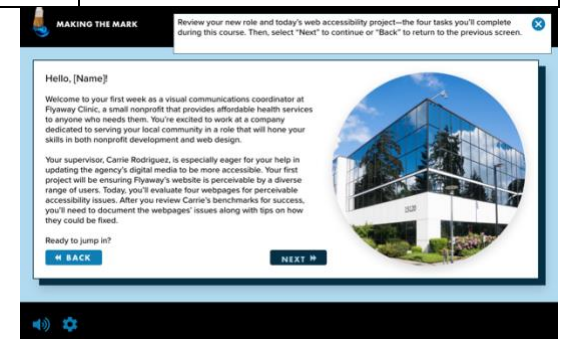 MAKING THE MARK
Review your new role and today's web accessibility project—the four tasks you'll complete
during this course. Then, select "Next" to continue or "Back" to return to the previous screen.
Hello, [Name]!
Welcome to your first week as a visual communications coordinator at
Flyaway Clinic, a small nonprofit that provides affordable health services
to anyone who needs them. You're excited to work at a company
dedicated to serving your local community in a role that will hone your
skills in both nonprofit development and web design.
Your supervisor, Carrie Rodriguez, is especially eager for your help in
updating the agency's digital media to be more accessible. Your first
project will be ensuring Flyaway's website is perceivable by a diverse
range of users. Today, you'll evaluate four webpages for perceivable
accessibility issues. After you review Carrie's benchmarks for success,
you'll need to document the webpages' issues along with tips on how
they could be fixed.
Ready to jump in?
BACK
NEXT